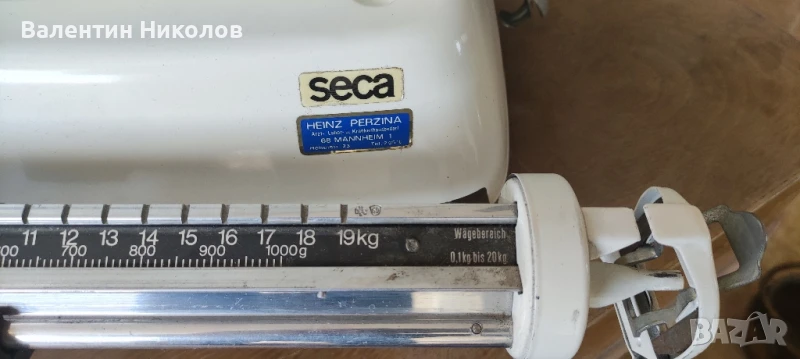 Валентин Николов
seca
HEINZ PERZINA
68 MANNHEIM 1
11 12 13 14 15 16 17 18 19kg
700 800 900 1000g
Wägebereich
0,1kg bis 20kg
BAZAR